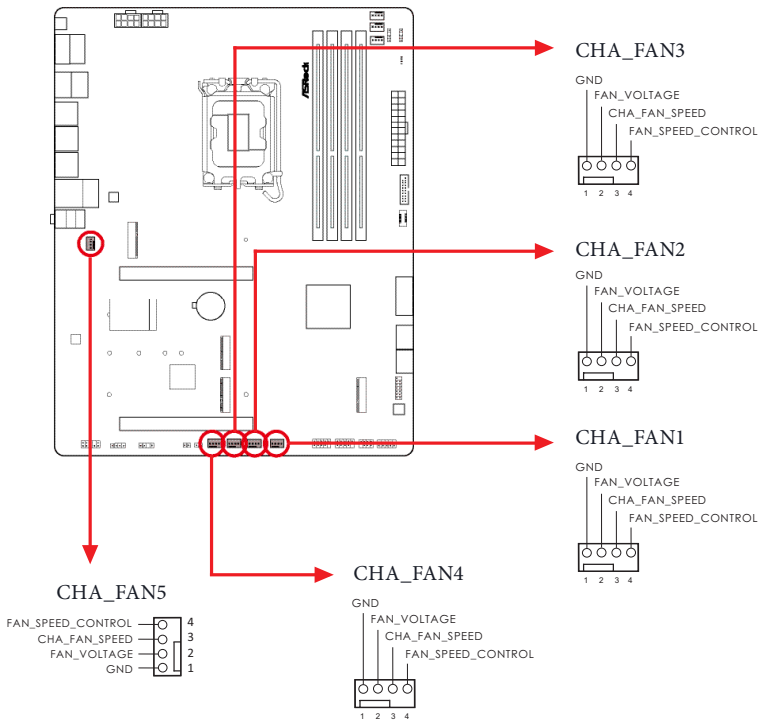 ASRock
CHA_FAN3
GND
FAN_VOLTAGE
CHA_FAN_SPEED
FAN_SPEED_CONTROL
1 2 3 4
CHA_FAN2
GND
FAN_VOLTAGE
CHA_FAN_SPEED
FAN_SPEED_CONTROL
1 2 3 4
CHA_FAN1
GND
FAN_VOLTAGE
CHA_FAN_SPEED
FAN_SPEED_CONTROL
1 2 3 4
CHA_FAN4
GND
FAN_VOLTAGE
CHA_FAN_SPEED
FAN_SPEED_CONTROL
1 2 3 4
CHA_FAN5
FAN_SPEED_CONTROL 4
CHA_FAN_SPEED 3
FAN_VOLTAGE 2
GND 1